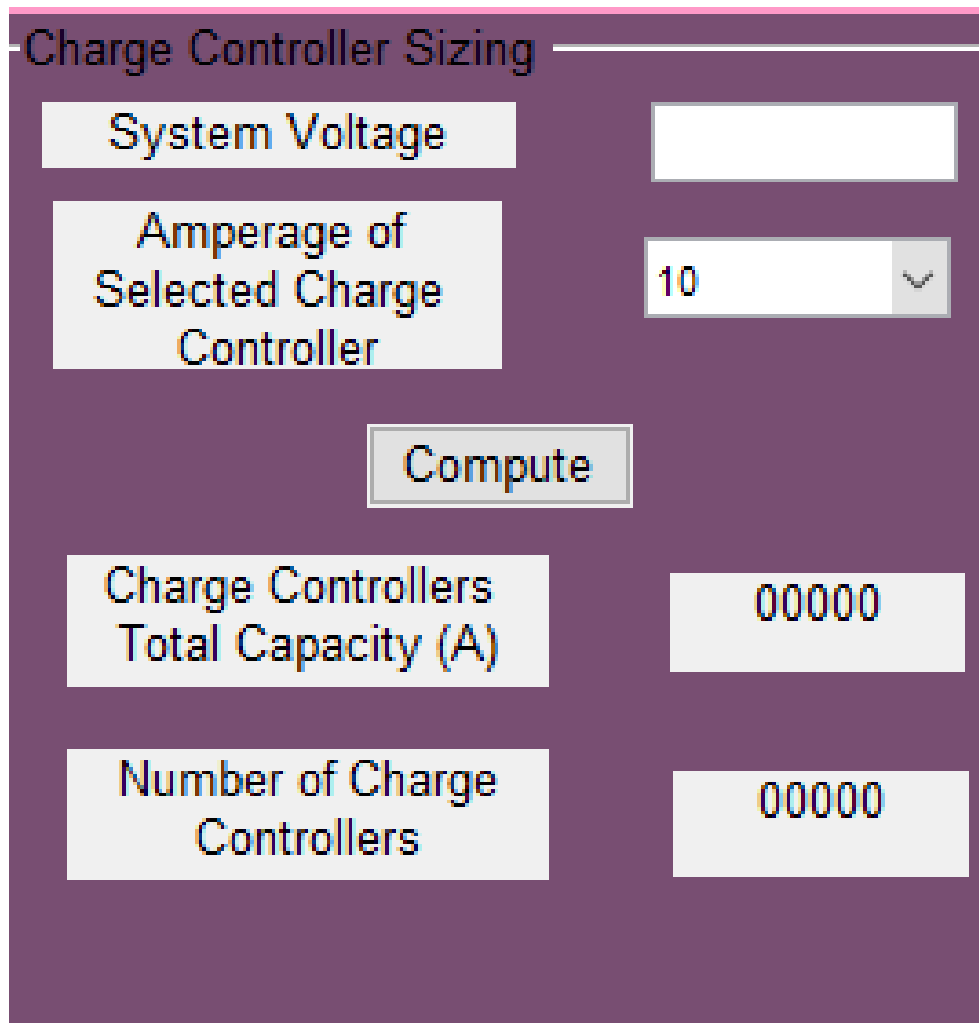 Charge Controller Sizing
System Voltage
Amperage of
Selected Charge
Controller
10
Compute
Charge Controllers
Total Capacity (A)
00000
Number of Charge
Controllers
00000